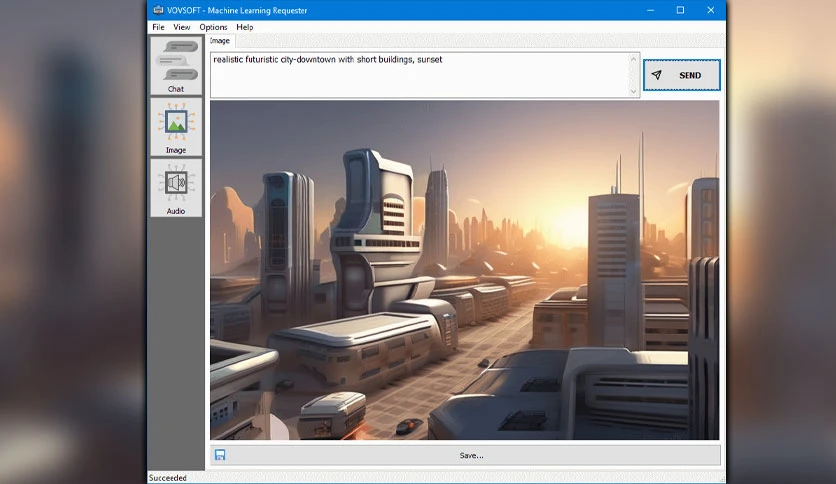 VOVSOFT - Machine Learning Requester
File View Options Help
Image
realistic futuristic city-downtown with short buildings, sunset
SEND
Chat
Image
Audio
Save...
Succeeded